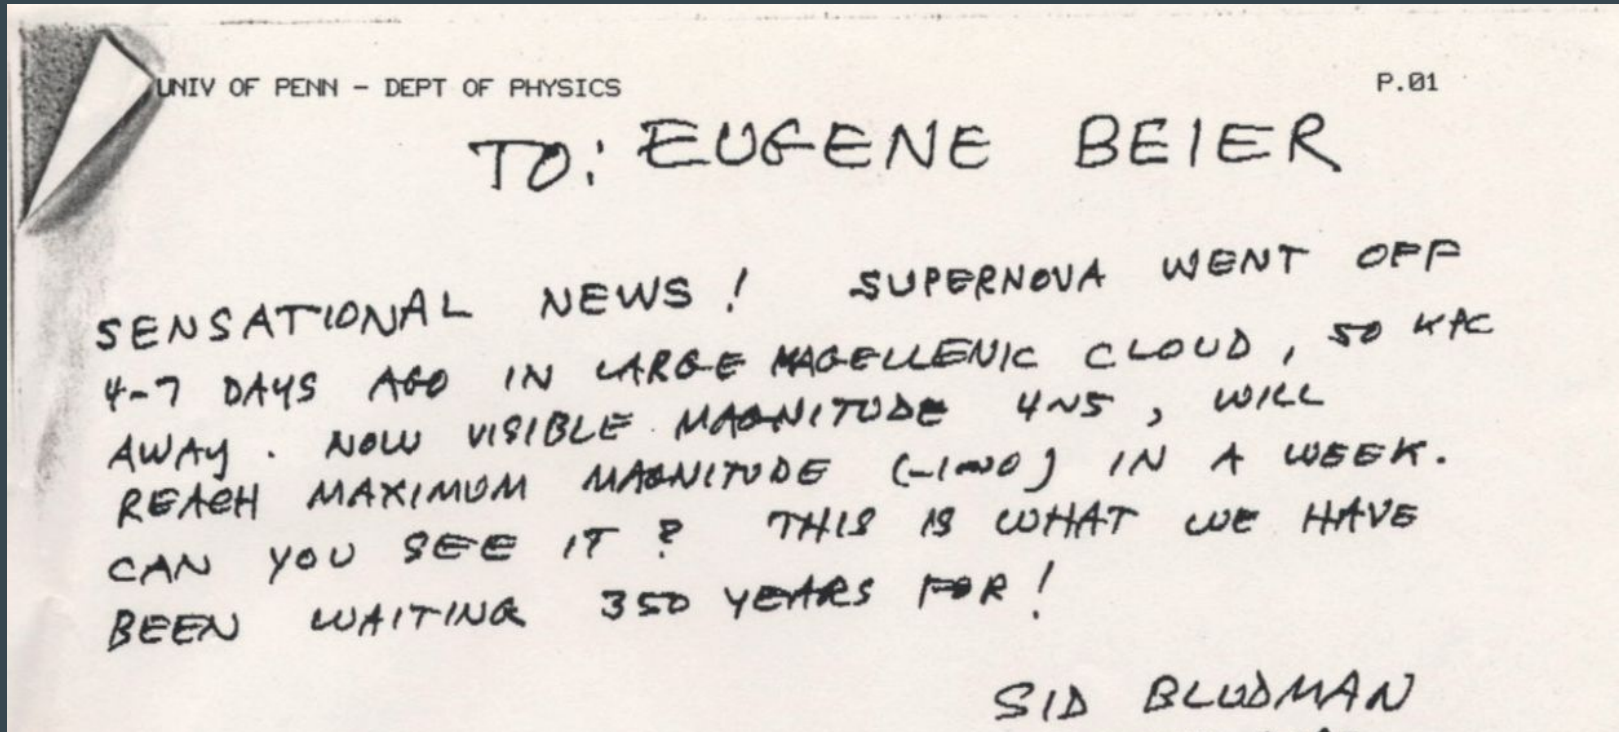 UNIV OF PENN - DEPT OF PHYSICS P.01
TO: EUGENE BEIER
SENSATIONAL NEWS! SUPERNOVA WENT OFF
4-7 DAYS AGO IN LARGE MAGELLENIC CLOUD, 50 KPC
AWAY. NOW VISIBLE MAGNITUDE 4~5, WILL
REACH MAXIMUM MAGNITUDE (-1~0) IN A WEEK.
CAN YOU SEE IT? THIS IS WHAT WE HAVE
BEEN WAITING 350 YEARS FOR!
SID BLUDMAN